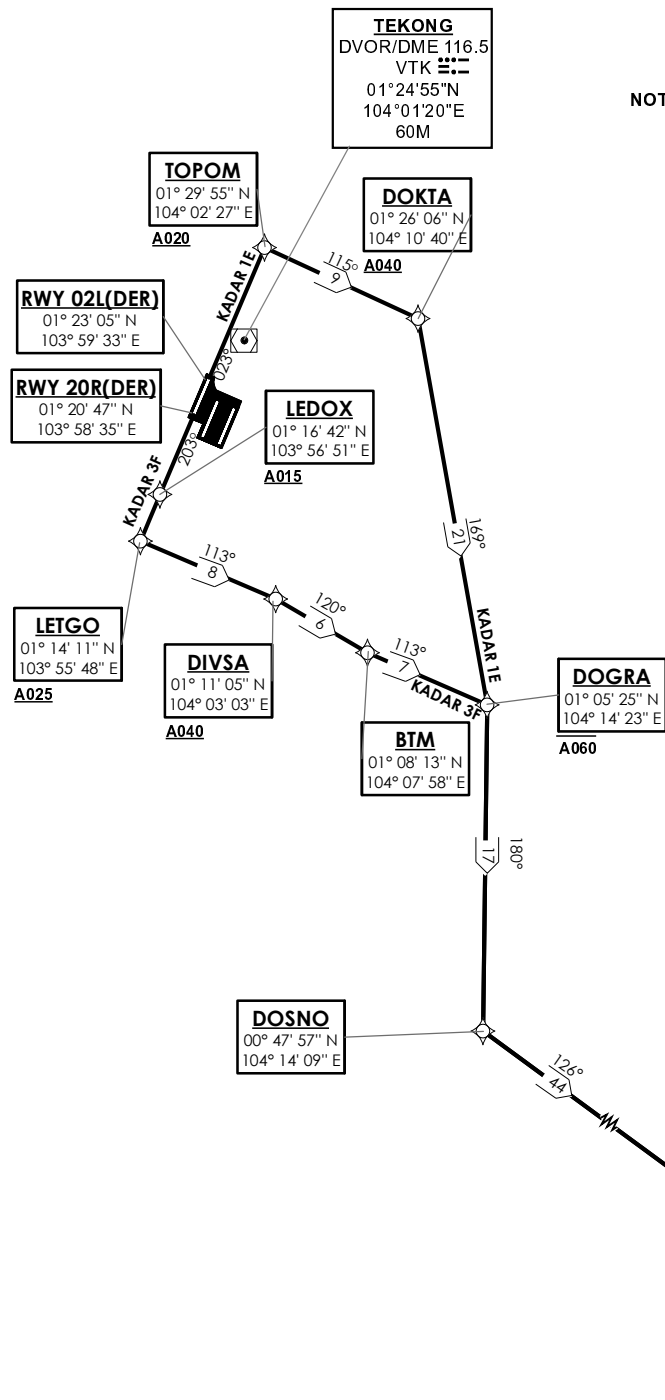 TEKONG
DVOR/DME 116.5
VTK
01°24'55"N
104°01'20"E
60M
NOT
TOPOM
01° 29' 55" N
104° 02' 27" E
A020
DOKTA
01° 26' 06" N
104° 10' 40" E
A040
115°
9
KADAR 1E
023°
RWY 02L(DER)
01° 23' 05" N
103° 59' 33" E
RWY 20R(DER)
01° 20' 47" N
103° 58' 35" E
LEDOX
01° 16' 42" N
103° 56' 51" E
A015
203°
KADAR 3F
169°
21
113°
8
120°
6
113°
7
KADAR 3F
KADAR 1E
LETGO
01° 14' 11" N
103° 55' 48" E
A025
DIVSA
01° 11' 05" N
104° 03' 03" E
A040
DOGRA
01° 05' 25" N
104° 14' 23" E
A060
BTM
01° 08' 13" N
104° 07' 58" E
180°
17
DOSNO
00° 47' 57" N
104° 14' 09" E
126°
44